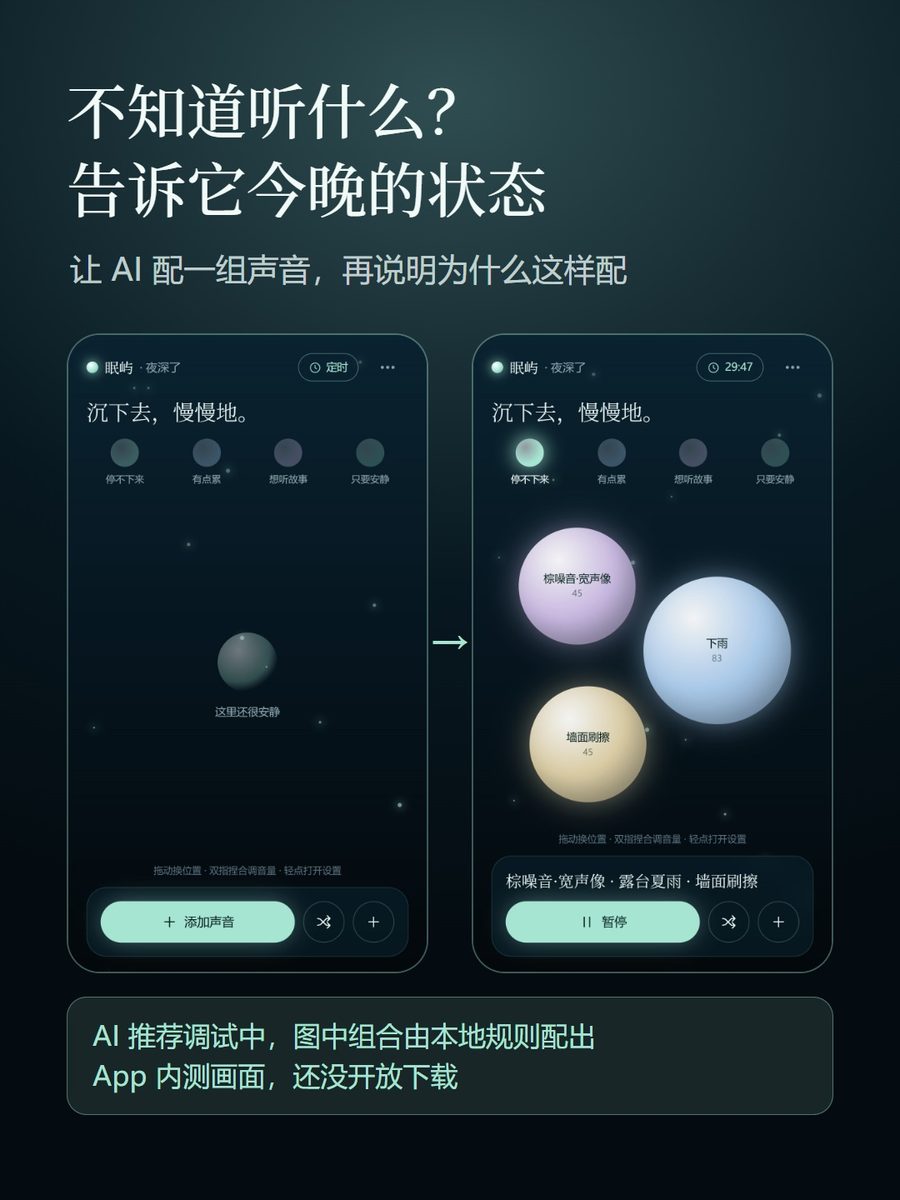 不知道听什么？
告诉它今晚的状态
让 AI 配一组声音，再说明为什么这样配
眠屿 · 夜深了
定时
沉下去，慢慢地。
停不下来
有点累
想听故事
只要安静
这里还很安静
拖动换位置 · 双指捏合调音量 · 轻点打开设置
+ 添加声音
+
→
眠屿 · 夜深了
29:47
沉下去，慢慢地。
停不下来
有点累
想听故事
只要安静
棕噪音·宽声像
45
下雨
83
墙面刷擦
45
拖动换位置 · 双指捏合调音量 · 轻点打开设置
棕噪音·宽声像 · 露台夏雨 · 墙面刷擦
暂停
+
AI 推荐调试中，图中组合由本地规则配出
App 内测画面，还没开放下载